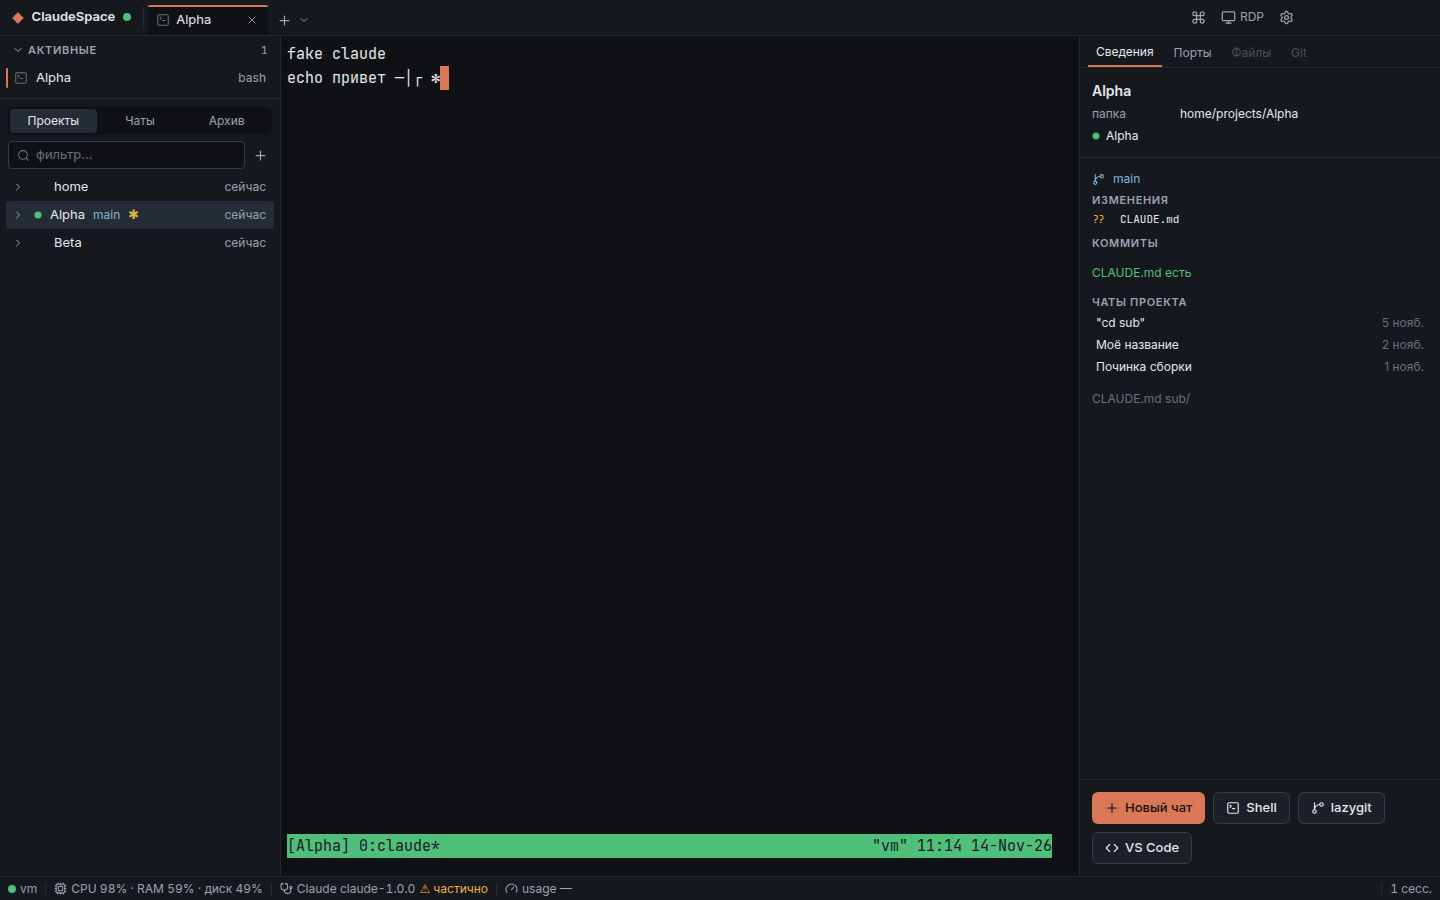 ClaudeSpace
Alpha
RDP
АКТИВНЫЕ 1
Alpha bash
Проекты Чаты Архив
фильтр...
home сейчас
Alpha main ✱ сейчас
Beta сейчас
fake claude
echo привет ─│┌ ✻
[Alpha] 0:claude* "vm" 11:14 14-Nov-26
Сведения Порты Файлы Git
Alpha
папка home/projects/Alpha
Alpha
main
ИЗМЕНЕНИЯ
?? CLAUDE.md
КОММИТЫ
CLAUDE.md есть
ЧАТЫ ПРОЕКТА
"cd sub" 5 нояб.
Моё название 2 нояб.
Починка сборки 1 нояб.
CLAUDE.md sub/
+ Новый чат Shell lazygit
VS Code
vm CPU 98% · RAM 59% · диск 49% Claude claude-1.0.0 ⚠ частично usage — 1 сесс.